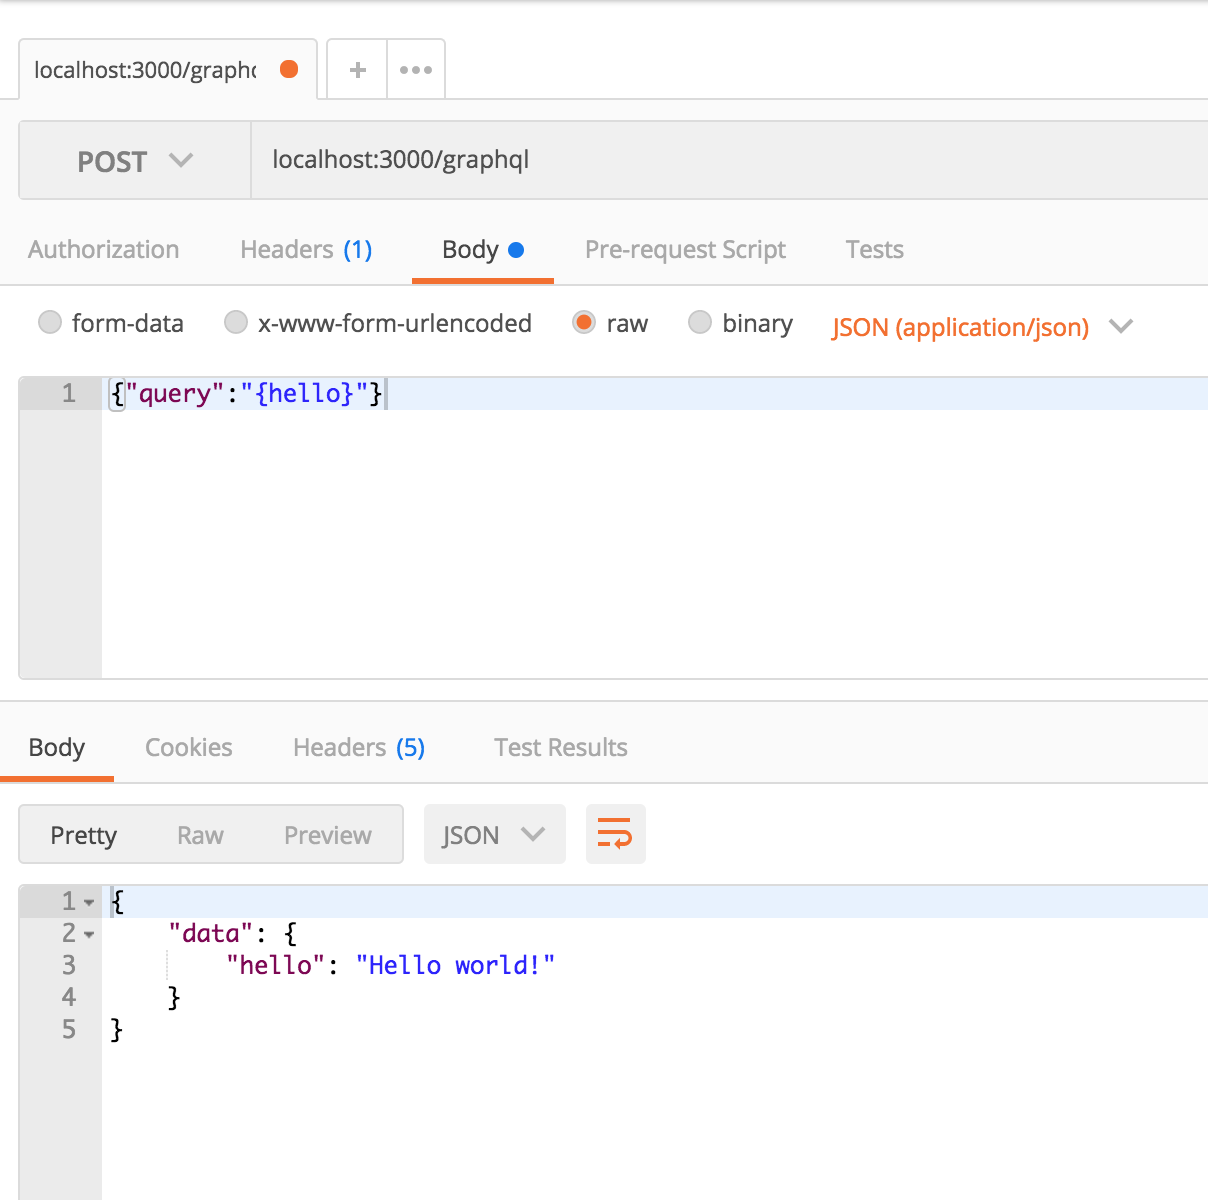 localhost:3000/graphc
POST localhost:3000/graphql
Authorization Headers (1) Body Pre-request Script Tests
form-data x-www-form-urlencoded raw binary JSON (application/json)
1 {"query":"{hello}"}
Body Cookies Headers (5) Test Results
Pretty Raw Preview JSON
1 {
2 "data": {
3 "hello": "Hello world!"
4 }
5 }